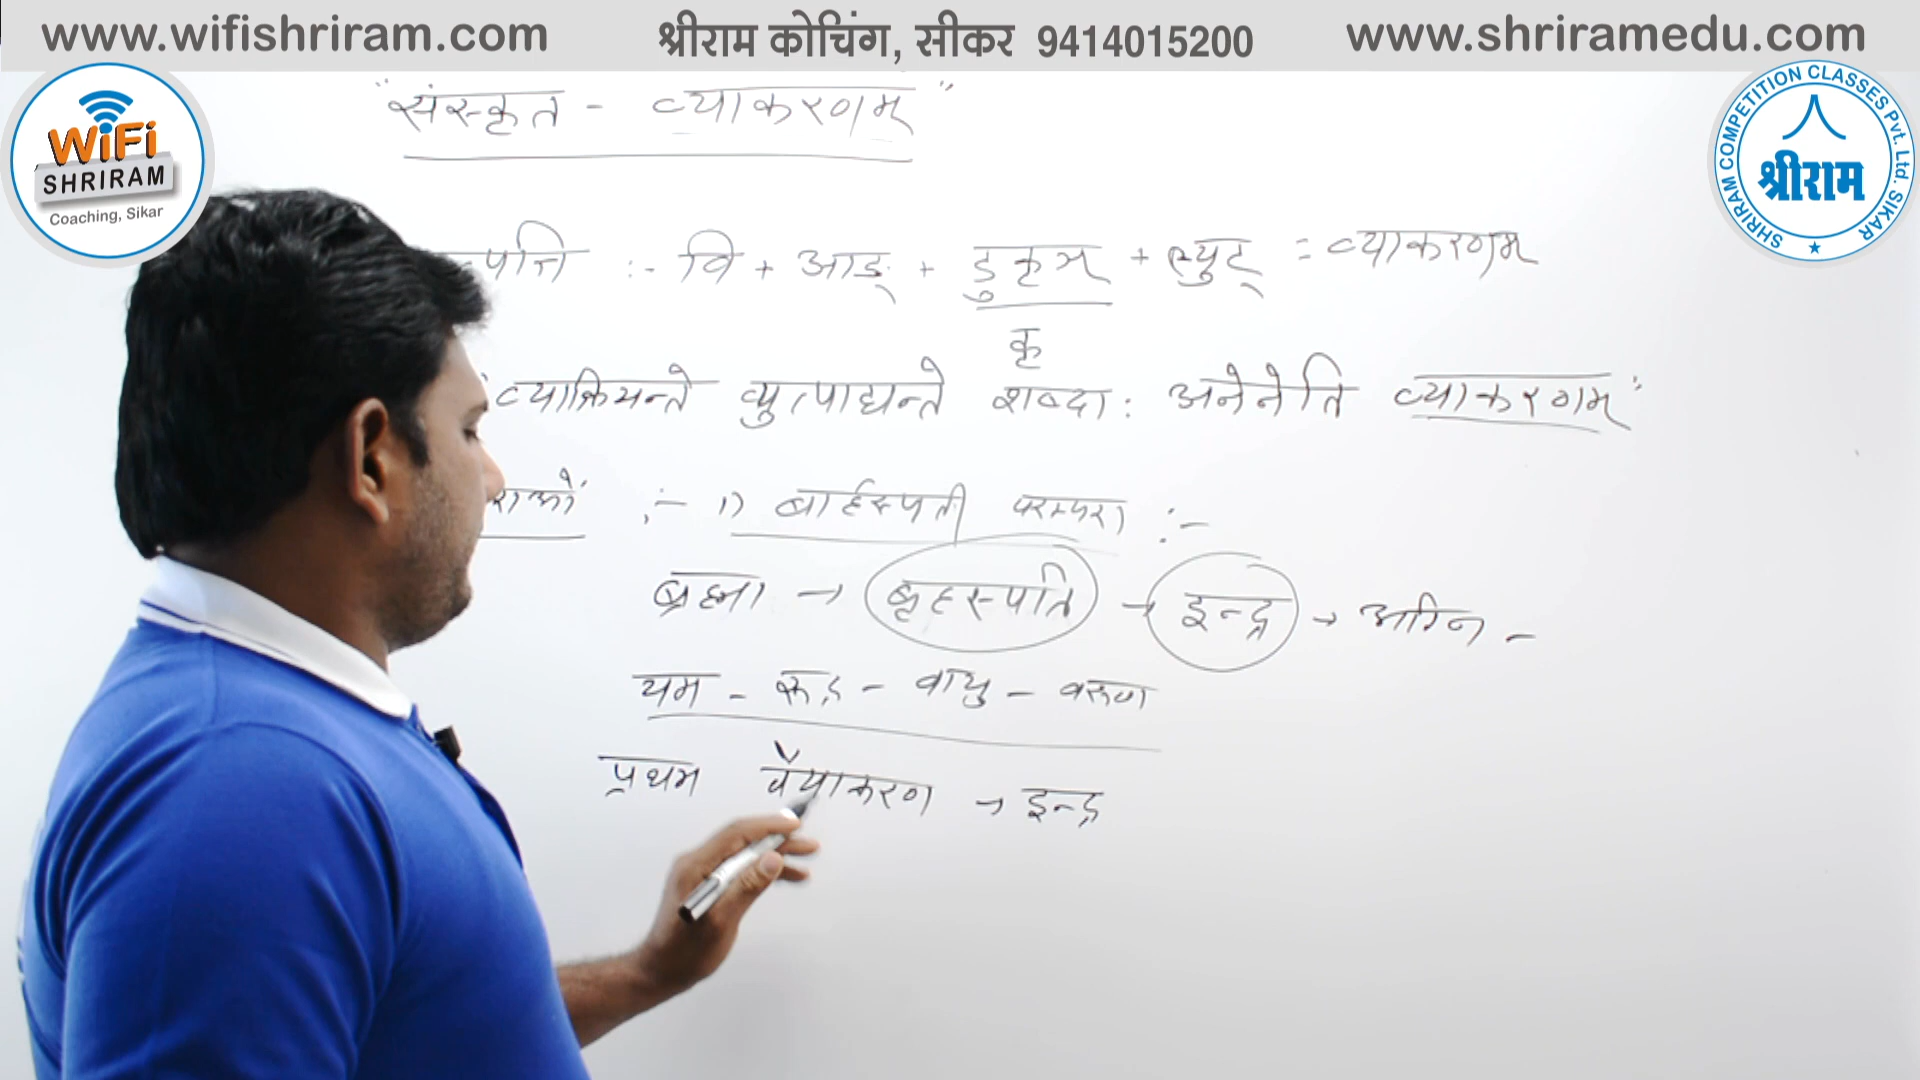 www.wifishriram.com श्रीराम कोचिंग, सीकर 9414015200 www.shriramedu.com
WiFi
SHRIRAM
Coaching, Sikar
SHRIRAM COMPETITION CLASSES Pvt. Ltd. SIKAR
श्रीराम
"संस्कृत - व्याकरणम्"
:- वि + आङ् + डुकृञ् + ल्युट् = व्याकरणम्
कृ
"व्याक्रियन्ते व्युत्पाद्यन्ते शब्दाः अनेनेति व्याकरणम्"
:- 1) बार्हस्पती परम्परा :-
ब्रह्मा → बृहस्पति → इन्द्र → अग्नि -
यम - रूद्र - वायु - वरूण
प्रथम वैयाकरण → इन्द्र